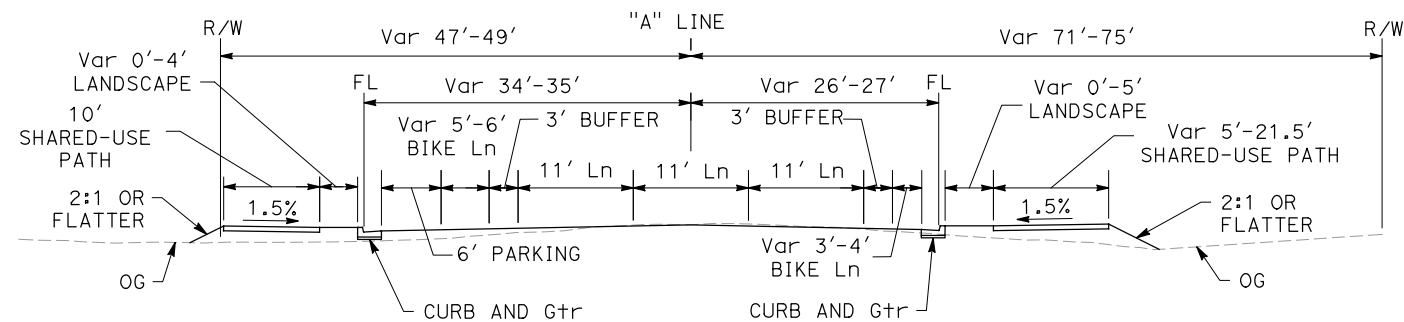 "A" LINE
R/W
R/W
Var 47'-49'
Var 71'-75'
Var 0'-4'
LANDSCAPE
FL
Var 34'-35'
Var 26'-27'
FL
Var 0'-5'
LANDSCAPE
10'
SHARED-USE
PATH
Var 5'-6'
BIKE Ln
3' BUFFER
3' BUFFER
Var 5'-21.5'
SHARED-USE PATH
11' Ln
11' Ln
11' Ln
2:1 OR
FLATTER
1.5%
1.5%
2:1 OR
FLATTER
6' PARKING
Var 3'-4'
BIKE Ln
OG
OG
CURB AND Gtr
CURB AND Gtr